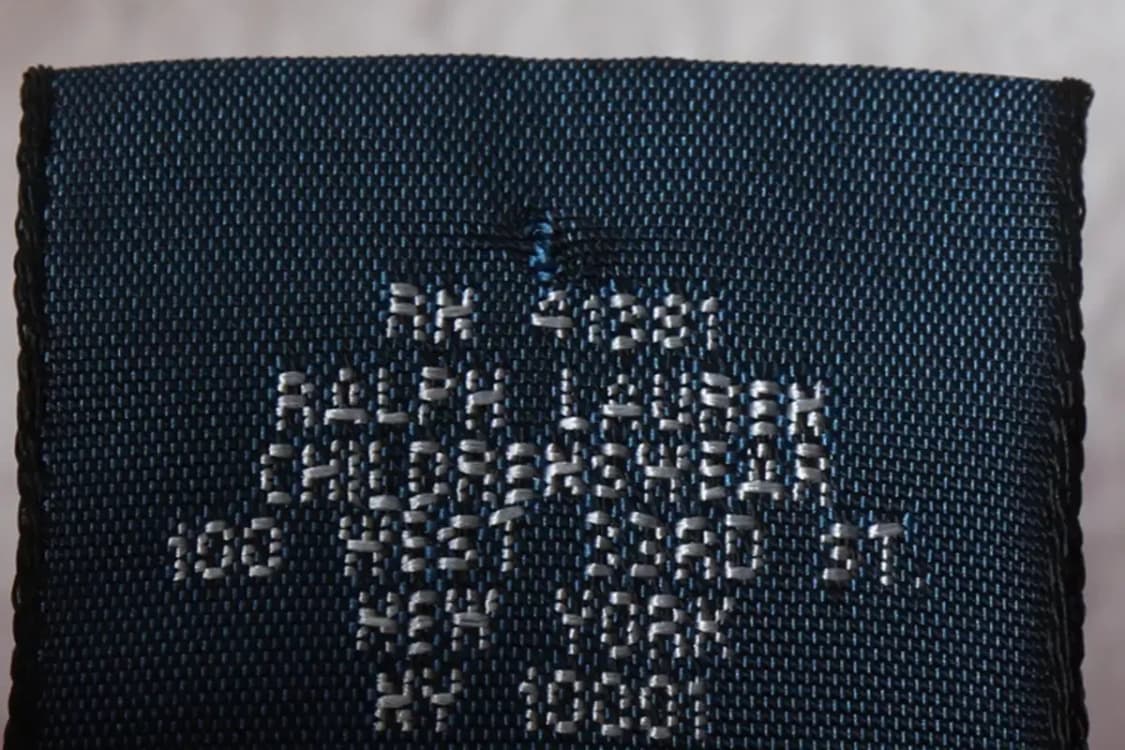 RN 41381
RALPH LAUREN
CHILDRENSWEAR
100 WEST 33RD ST.
NEW YORK
NY 10001